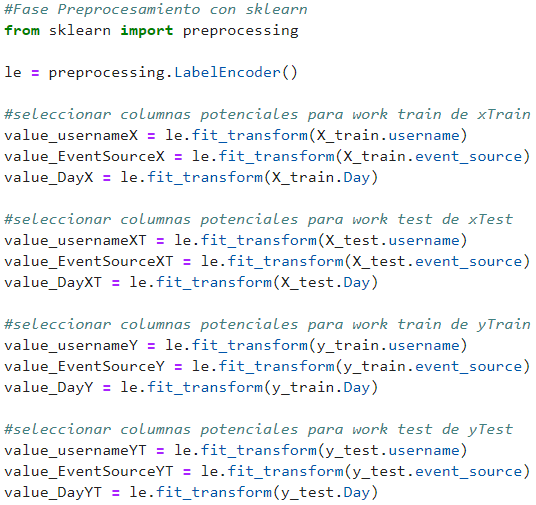 #Fase Preprocesamiento con sklearn
from sklearn import preprocessing
le = preprocessing.LabelEncoder()
#seleccionar columnas potenciales para work train de xTrain
value_usernameX = le.fit_transform(X_train.username)
value_EventSourceX = le.fit_transform(X_train.event_source)
value_DayX = le.fit_transform(X_train.Day)
#seleccionar columnas potenciales para work test de xTest
value_usernameXT = le.fit_transform(X_test.username)
value_EventSourceXT = le.fit_transform(X_test.event_source)
value_DayXT = le.fit_transform(X_test.Day)
#seleccionar columnas potenciales para work train de yTrain
value_usernameY = le.fit_transform(y_train.username)
value_EventSourceY = le.fit_transform(y_train.event_source)
value_DayY = le.fit_transform(y_train.Day)
#seleccionar columnas potenciales para work test de yTest
value_usernameYT = le.fit_transform(y_test.username)
value_EventSourceYT = le.fit_transform(y_test.event_source)
value_DayYT = le.fit_transform(y_test.Day)